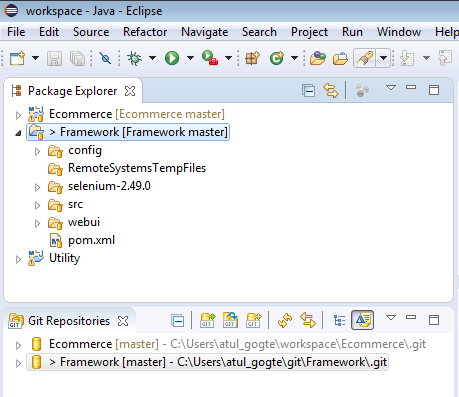 workspace - Java - Eclipse
File Edit Source Refactor Navigate Search Project Run Window Help
Package Explorer
Ecommerce [Ecommerce master]
> Framework [Framework master]
config
RemoteSystemsTempFiles
selenium-2.49.0
src
webui
pom.xml
Utility
Git Repositories
Ecommerce [master] - C:\Users\atul_gogte\workspace\Ecommerce\.git
> Framework [master] - C:\Users\atul_gogte\git\Framework\.git